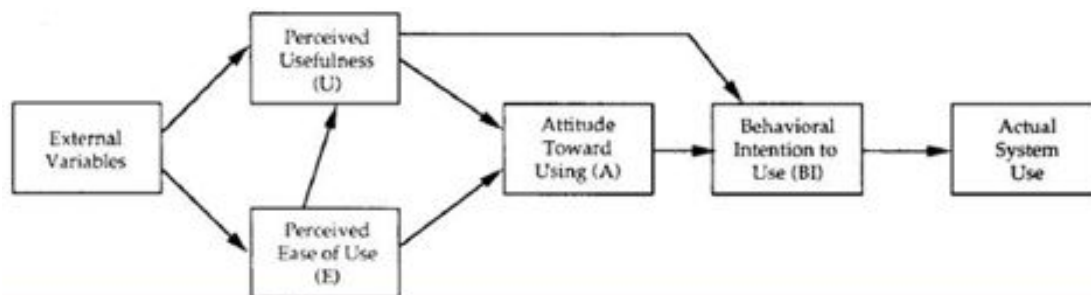 External
Variables
Perceived
Usefulness
(U)
Perceived
Ease of Use
(E)
Attitude
Toward
Using (A)
Behavioral
Intention to
Use (BI)
Actual
System
Use